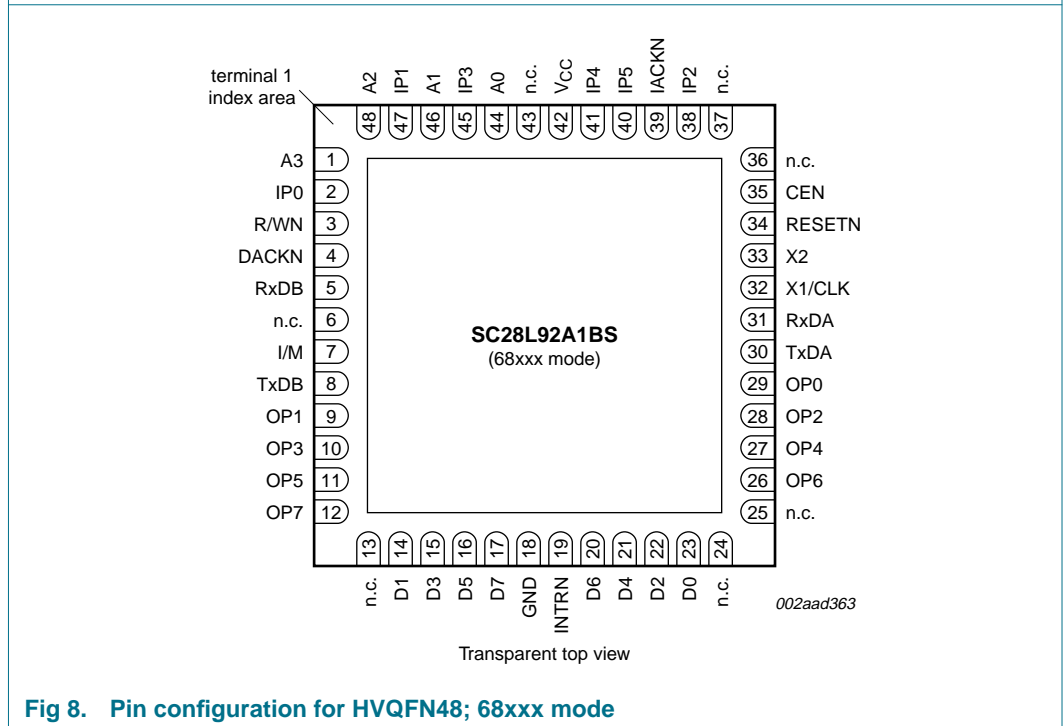 terminal 1
index area
A2 IP1 A1 IP3 A0 n.c. VCC IP4 IP5 IACKN IP2 n.c.
48 47 46 45 44 43 42 41 40 39 38 37
A3 1 36 n.c.
IP0 2 35 CEN
R/WN 3 34 RESETN
DACKN 4 33 X2
RxDB 5 32 X1/CLK
n.c. 6 31 RxDA
I/M 7 30 TxDA
TxDB 8 29 OP0
OP1 9 28 OP2
OP3 10 27 OP4
OP5 11 26 OP6
OP7 12 25 n.c.
SC28L92A1BS
(68xxx mode)
13 14 15 16 17 18 19 20 21 22 23 24
n.c. D1 D3 D5 D7 GND INTRN D6 D4 D2 D0 n.c.
002aad363
Transparent top view
Fig 8. Pin configuration for HVQFN48; 68xxx mode